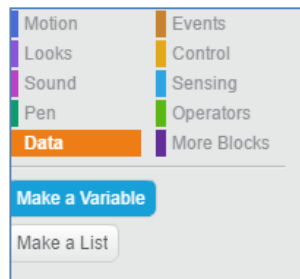 Motion Events
Looks Control
Sound Sensing
Pen Operators
Data More Blocks
Make a Variable
Make a List